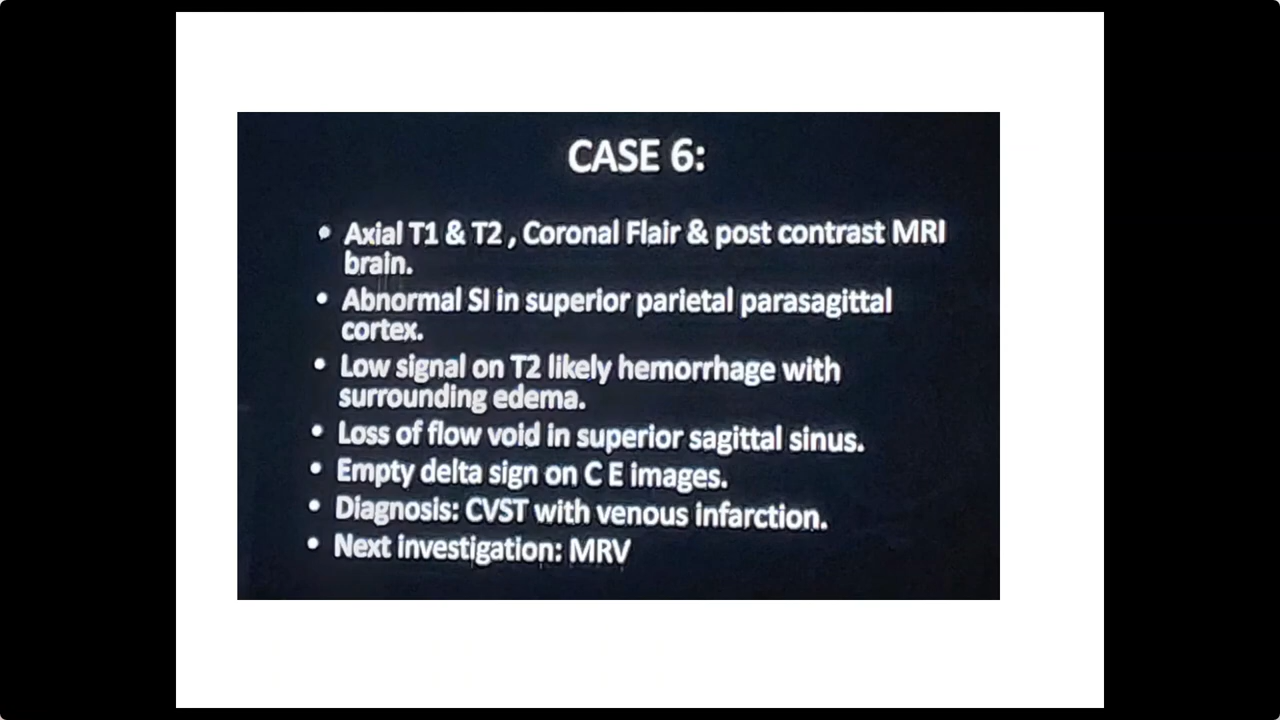 CASE 6:
• Axial T1 & T2 , Coronal Flair & post contrast MRI
brain.
• Abnormal SI in superior parietal parasagittal
cortex.
• Low signal on T2 likely hemorrhage with
surrounding edema.
• Loss of flow void in superior sagittal sinus.
• Empty delta sign on C E images.
• Diagnosis: CVST with venous infarction.
• Next investigation: MRV